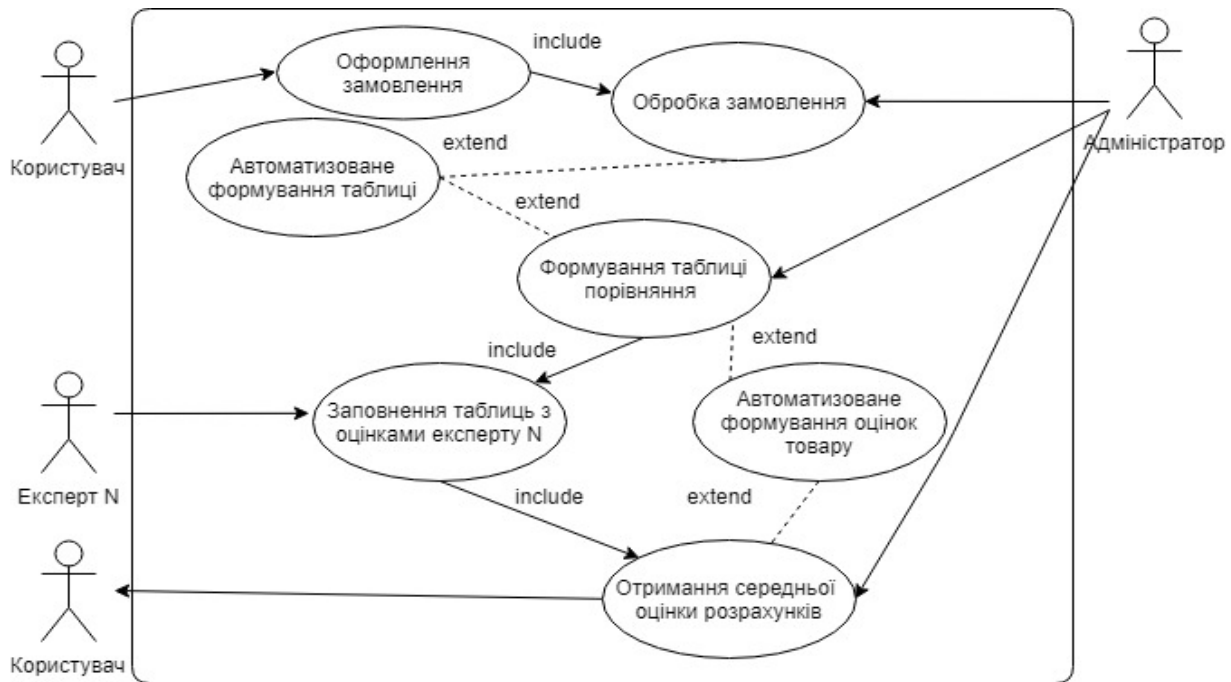 include
Оформлення
замовлення
Обробка замовлення
Користувач
Адміністратор
extend
Автоматизоване
формування таблиці
extend
Формування таблиці
порівняння
include
extend
Заповнення таблиць з
оцінками експерту N
Автоматизоване
формування оцінок
товару
Експерт N
include
extend
Отримання середньої
оцінки розрахунків
Користувач